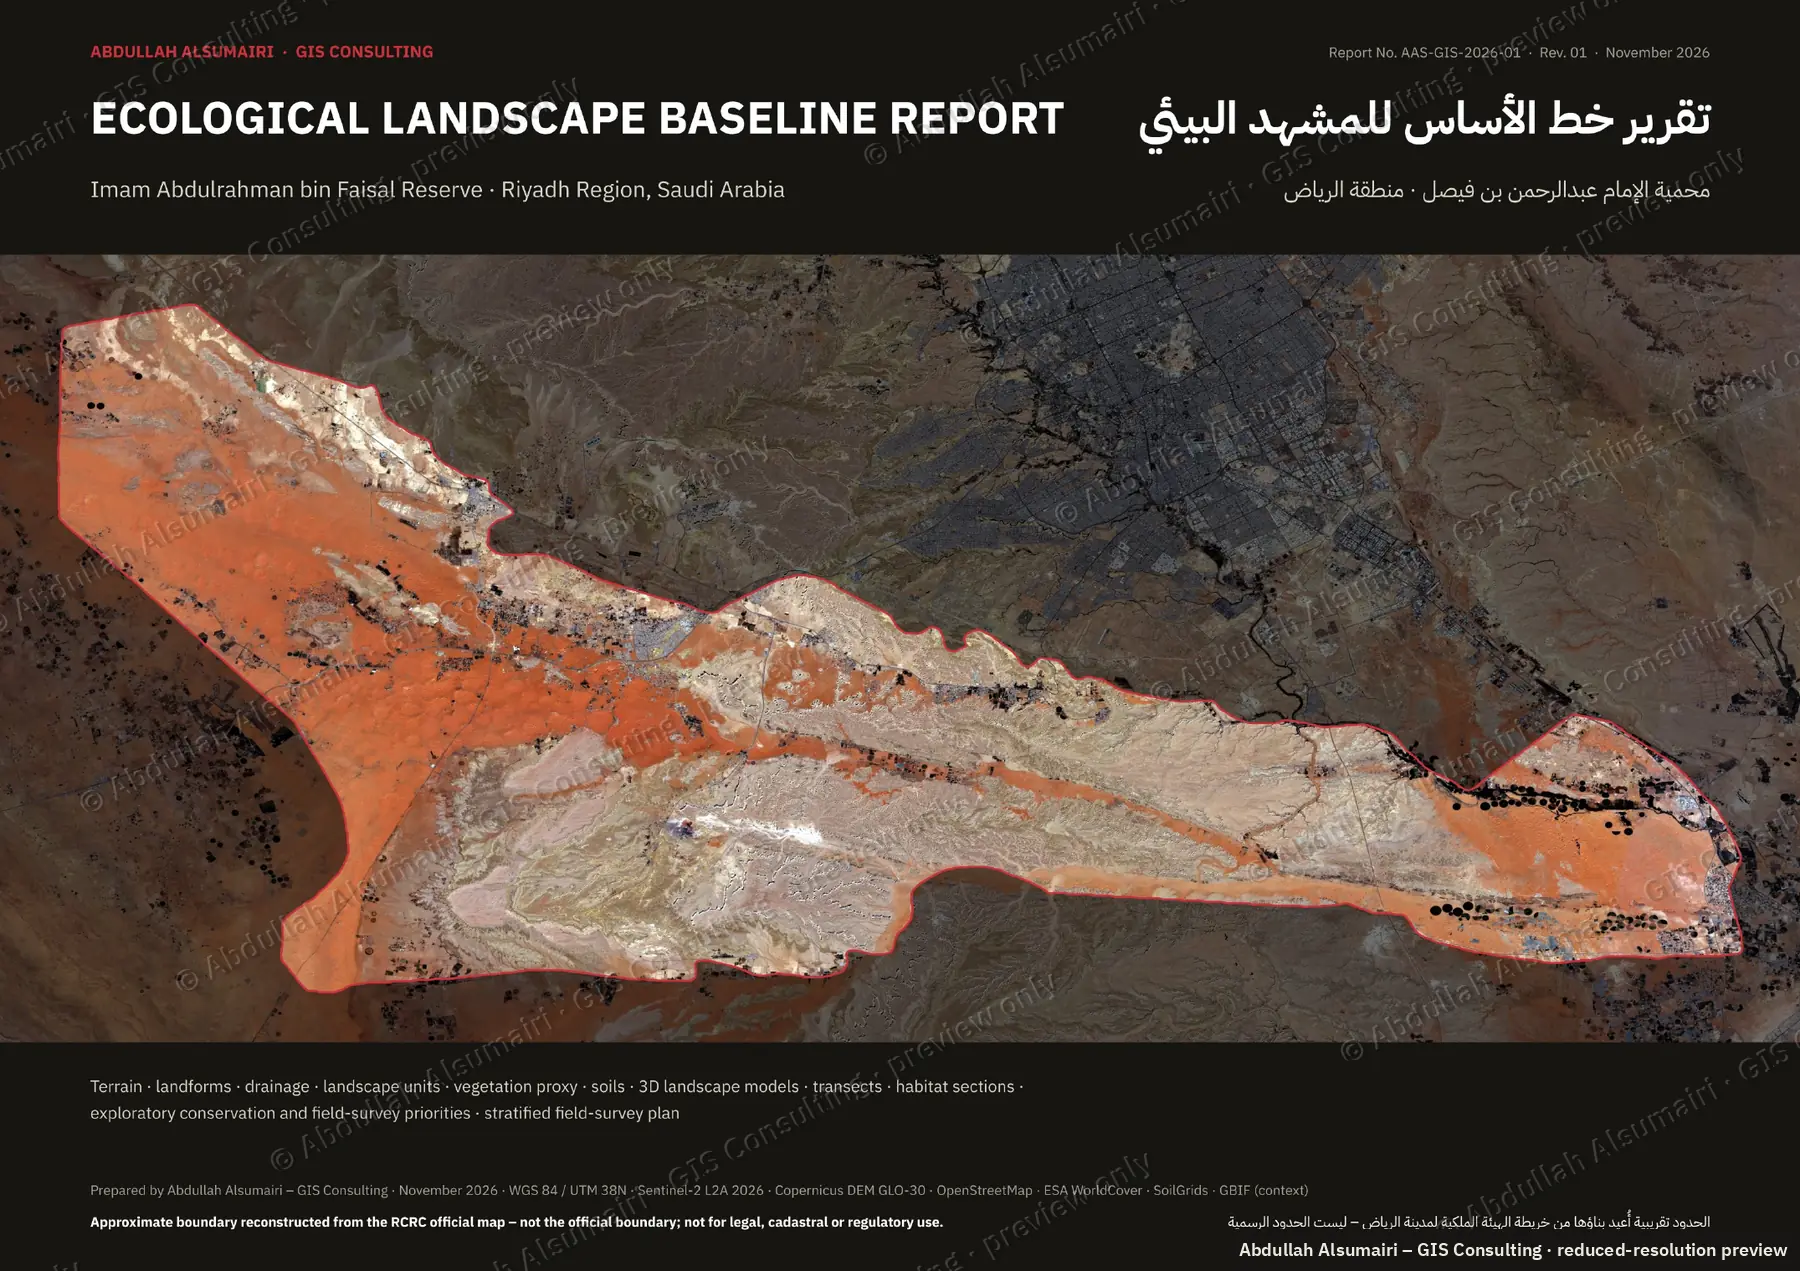 ABDULLAH ALSUMAIRI · GIS CONSULTING
Report No. AAS-GIS-2026-01 · Rev. 01 · November 2026
ECOLOGICAL LANDSCAPE BASELINE REPORT
تقرير خط الأساس للمشهد البيئي
Imam Abdulrahman bin Faisal Reserve · Riyadh Region, Saudi Arabia
محمية الإمام عبدالرحمن بن فيصل · منطقة الرياض
Terrain · landforms · drainage · landscape units · vegetation proxy · soils · 3D landscape models · transects · habitat sections ·
exploratory conservation and field-survey priorities · stratified field-survey plan
Prepared by Abdullah Alsumairi – GIS Consulting · November 2026 · WGS 84 / UTM 38N · Sentinel-2 L2A 2026 · Copernicus DEM GLO-30 · OpenStreetMap · ESA WorldCover · SoilGrids · GBIF (context)
Approximate boundary reconstructed from the RCRC official map – not the official boundary; not for legal, cadastral or regulatory use.
الحدود تقريبية أُعيد بناؤها من خريطة الهيئة الملكية لمدينة الرياض – ليست الحدود الرسمية
Abdullah Alsumairi – GIS Consulting · reduced-resolution preview
© Abdullah Alsumairi · GIS Consulting · preview only